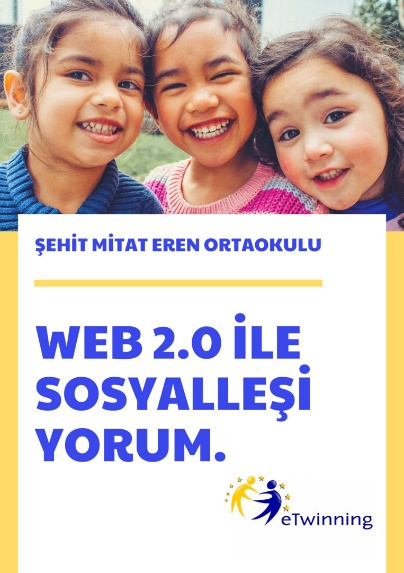 ŞEHİT MİTAT EREN ORTAOKULU
WEB 2.0 İLE
SOSYALLEŞİ
YORUM.
eTwinning